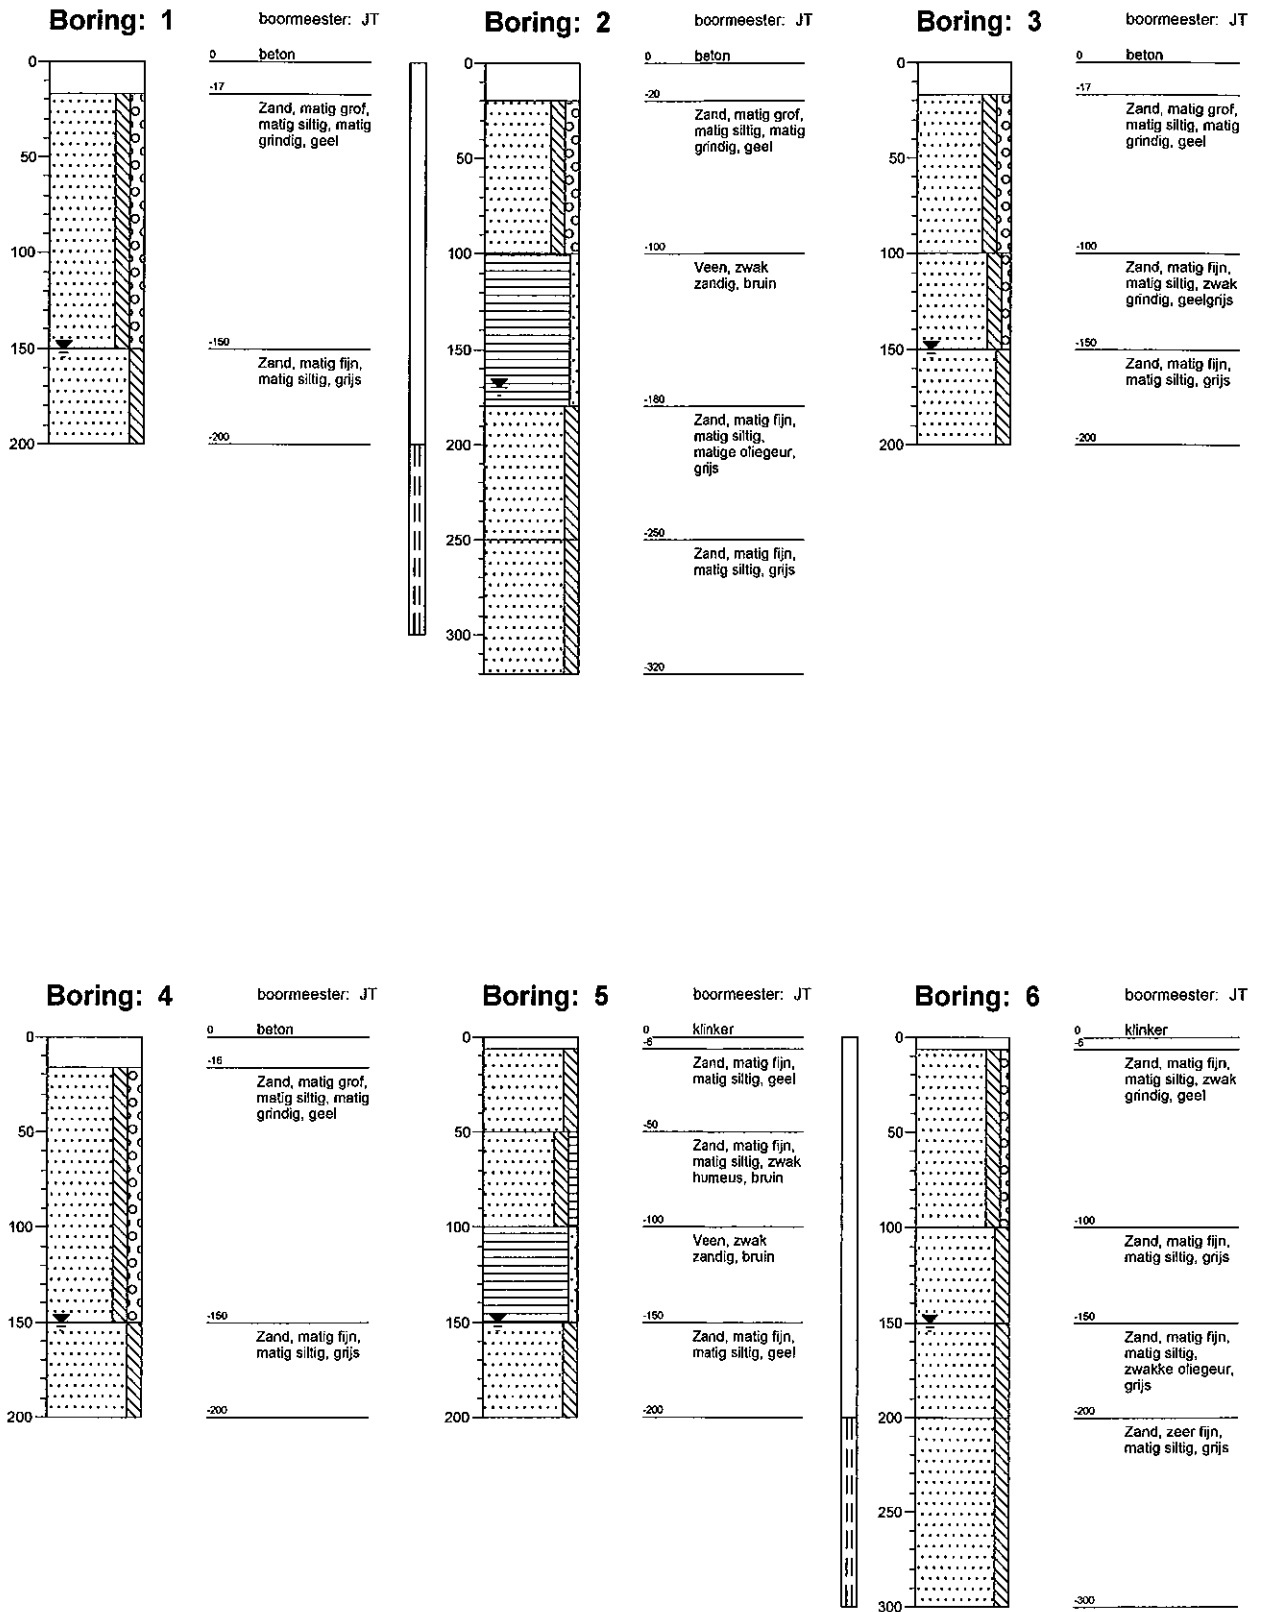 Boring: 1
boormeester: JT
0
50
100
150
200
0 beton
-17
Zand, matig grof,
matig siltig, matig
grindig, geel
-150
Zand, matig fijn,
matig siltig, grijs
-200
Boring: 2
boormeester: JT
0
50
100
150
200
250
300
0 beton
-20
Zand, matig grof,
matig siltig, matig
grindig, geel
-100
Veen, zwak
zandig, bruin
-180
Zand, matig fijn,
matig siltig,
matige oliegeur,
grijs
-250
Zand, matig fijn,
matig siltig, grijs
-320
Boring: 3
boormeester: JT
0
50
100
150
200
0 beton
-17
Zand, matig grof,
matig siltig, matig
grindig, geel
-100
Zand, matig fijn,
matig siltig, zwak
grindig, geelgrijs
-150
Zand, matig fijn,
matig siltig, grijs
-200
Boring: 4
boormeester: JT
0
50
100
150
200
0 beton
-16
Zand, matig grof,
matig siltig, matig
grindig, geel
-150
Zand, matig fijn,
matig siltig, grijs
-200
Boring: 5
boormeester: JT
0
50
100
150
200
0 klinker
-6
Zand, matig fijn,
matig siltig, geel
-50
Zand, matig fijn,
matig siltig, zwak
humeus, bruin
-100
Veen, zwak
zandig, bruin
-150
Zand, matig fijn,
matig siltig, geel
-200
Boring: 6
boormeester: JT
0
50
100
150
200
250
300
0 klinker
-6
Zand, matig fijn,
matig siltig, zwak
grindig, geel
-100
Zand, matig fijn,
matig siltig, grijs
-150
Zand, matig fijn,
matig siltig,
zwakke oliegeur,
grijs
-200
Zand, zeer fijn,
matig siltig, grijs
-300